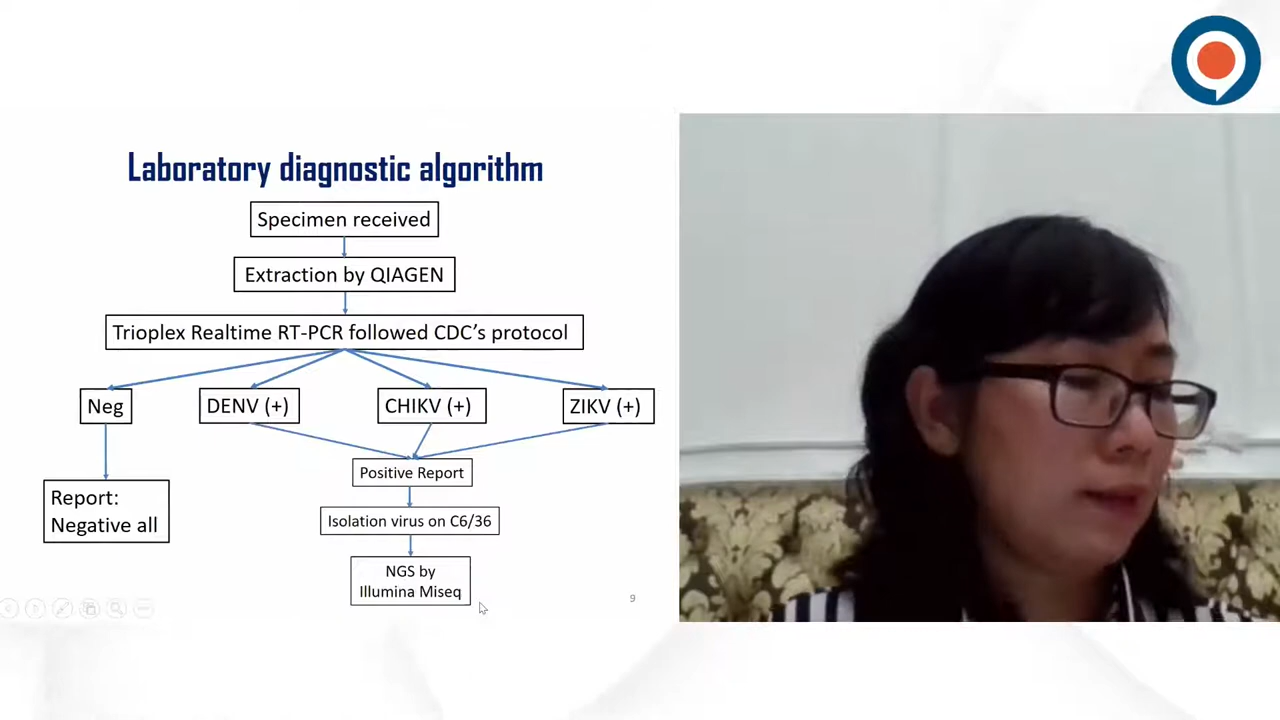 Laboratory diagnostic algorithm
Specimen received
Extraction by QIAGEN
Trioplex Realtime RT-PCR followed CDC’s protocol
Neg
DENV (+)
CHIKV (+)
ZIKV (+)
Positive Report
Report:
Negative all
Isolation virus on C6/36
NGS by
Illumina Miseq
9